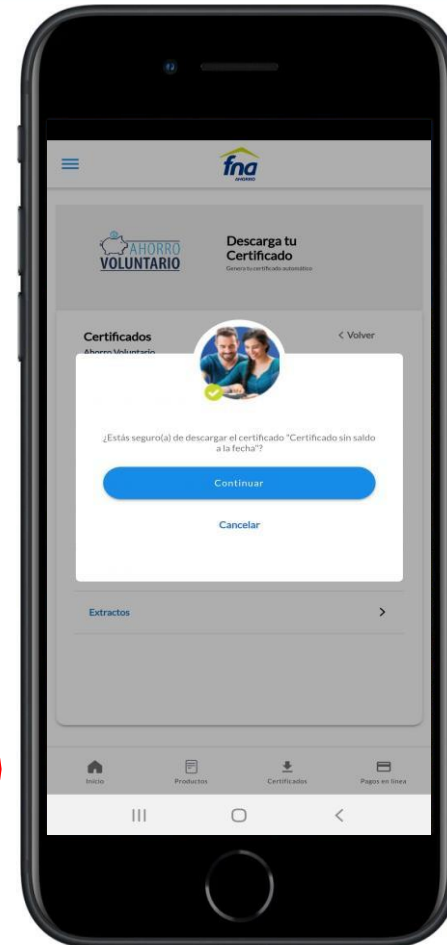 fna
AHORRO
AHORRO
VOLUNTARIO
Descarga tu
Certificado
Genera tu certificado automático
Certificados
< Volver
Ahorro Voluntario
¿Estás seguro(a) de descargar el certificado "Certificado sin saldo
a la fecha"?
Continuar
Cancelar
Extractos
Inicio
Productos
Certificados
Pagos en línea